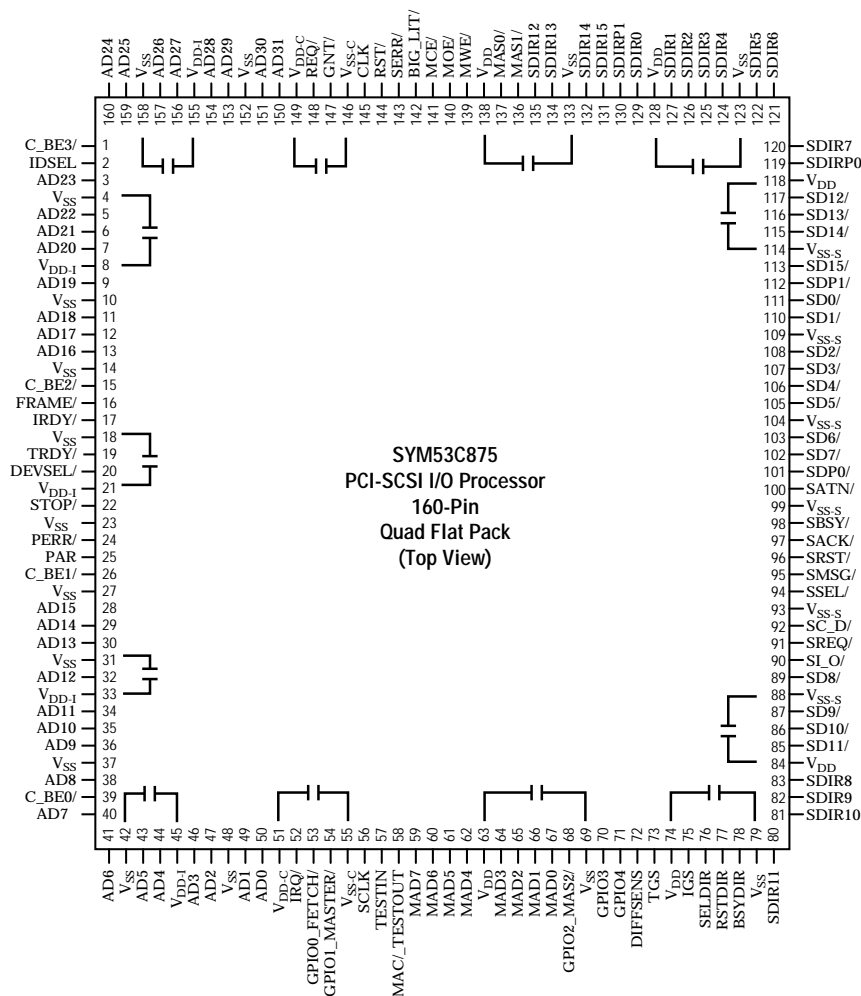 AD24 160
AD25 159
VSS 158
AD26 157
AD27 156
VDD-I 155
AD28 154
AD29 153
VSS 152
AD30 151
AD31 150
VDD-C 149
REQ/ 148
GNT/ 147
VSS-C 146
CLK 145
RST/ 144
SERR/ 143
BIG_LIT/ 142
MCE/ 141
MOE/ 140
MWE/ 139
VDD 138
MAS0/ 137
MAS1/ 136
SDIR12 135
SDIR13 134
VSS 133
SDIR14 132
SDIR15 131
SDIRP1 130
SDIR0 129
VDD 128
SDIR1 127
SDIR2 126
SDIR3 125
SDIR4 124
VSS 123
SDIR5 122
SDIR6 121
C_BE3/ 1
IDSEL 2
AD23 3
VSS 4
AD22 5
AD21 6
AD20 7
VDD-I 8
AD19 9
VSS 10
AD18 11
AD17 12
AD16 13
VSS 14
C_BE2/ 15
FRAME/ 16
IRDY/ 17
VSS 18
TRDY/ 19
DEVSEL/ 20
VDD-I 21
STOP/ 22
VSS 23
PERR/ 24
PAR 25
C_BE1/ 26
VSS 27
AD15 28
AD14 29
AD13 30
VSS 31
AD12 32
VDD-I 33
AD11 34
AD10 35
AD9 36
VSS 37
AD8 38
C_BE0/ 39
AD7 40
SYM53C875
PCI-SCSI I/O Processor
160-Pin
Quad Flat Pack
(Top View)
120 SDIR7
119 SDIRP0
118 VDD
117 SD12/
116 SD13/
115 SD14/
114 VSS-S
113 SD15/
112 SDP1/
111 SD0/
110 SD1/
109 VSS-S
108 SD2/
107 SD3/
106 SD4/
105 SD5/
104 VSS-S
103 SD6/
102 SD7/
101 SDP0/
100 SATN/
99 VSS-S
98 SBSY/
97 SACK/
96 SRST/
95 SMSG/
94 SSEL/
93 VSS-S
92 SC_D/
91 SREQ/
90 SI_O/
89 SD8/
88 VSS-S
87 SD9/
86 SD10/
85 SD11/
84 VDD
83 SDIR8
82 SDIR9
81 SDIR10
41 AD6
42 VSS
43 AD5
44 AD4
45 VDD-I
46 AD3
47 AD2
48 VSS
49 AD1
50 AD0
51 VDD-C
52 IRQ/
53 GPIO0_FETCH/
54 GPIO1_MASTER/
55 VSS-C
56 SCLK
57 TESTIN
58 MAC/_TESTOUT
59 MAD7
60 MAD6
61 MAD5
62 MAD4
63 VDD
64 MAD3
65 MAD2
66 MAD1
67 MAD0
68 GPIO2_MAS2/
69 VSS
70 GPIO3
71 GPIO4
72 DIFFSENS
73 TGS
74 VDD
75 IGS
76 SELDIR
77 RSTDIR
78 BSYDIR
79 VSS
80 SDIR11